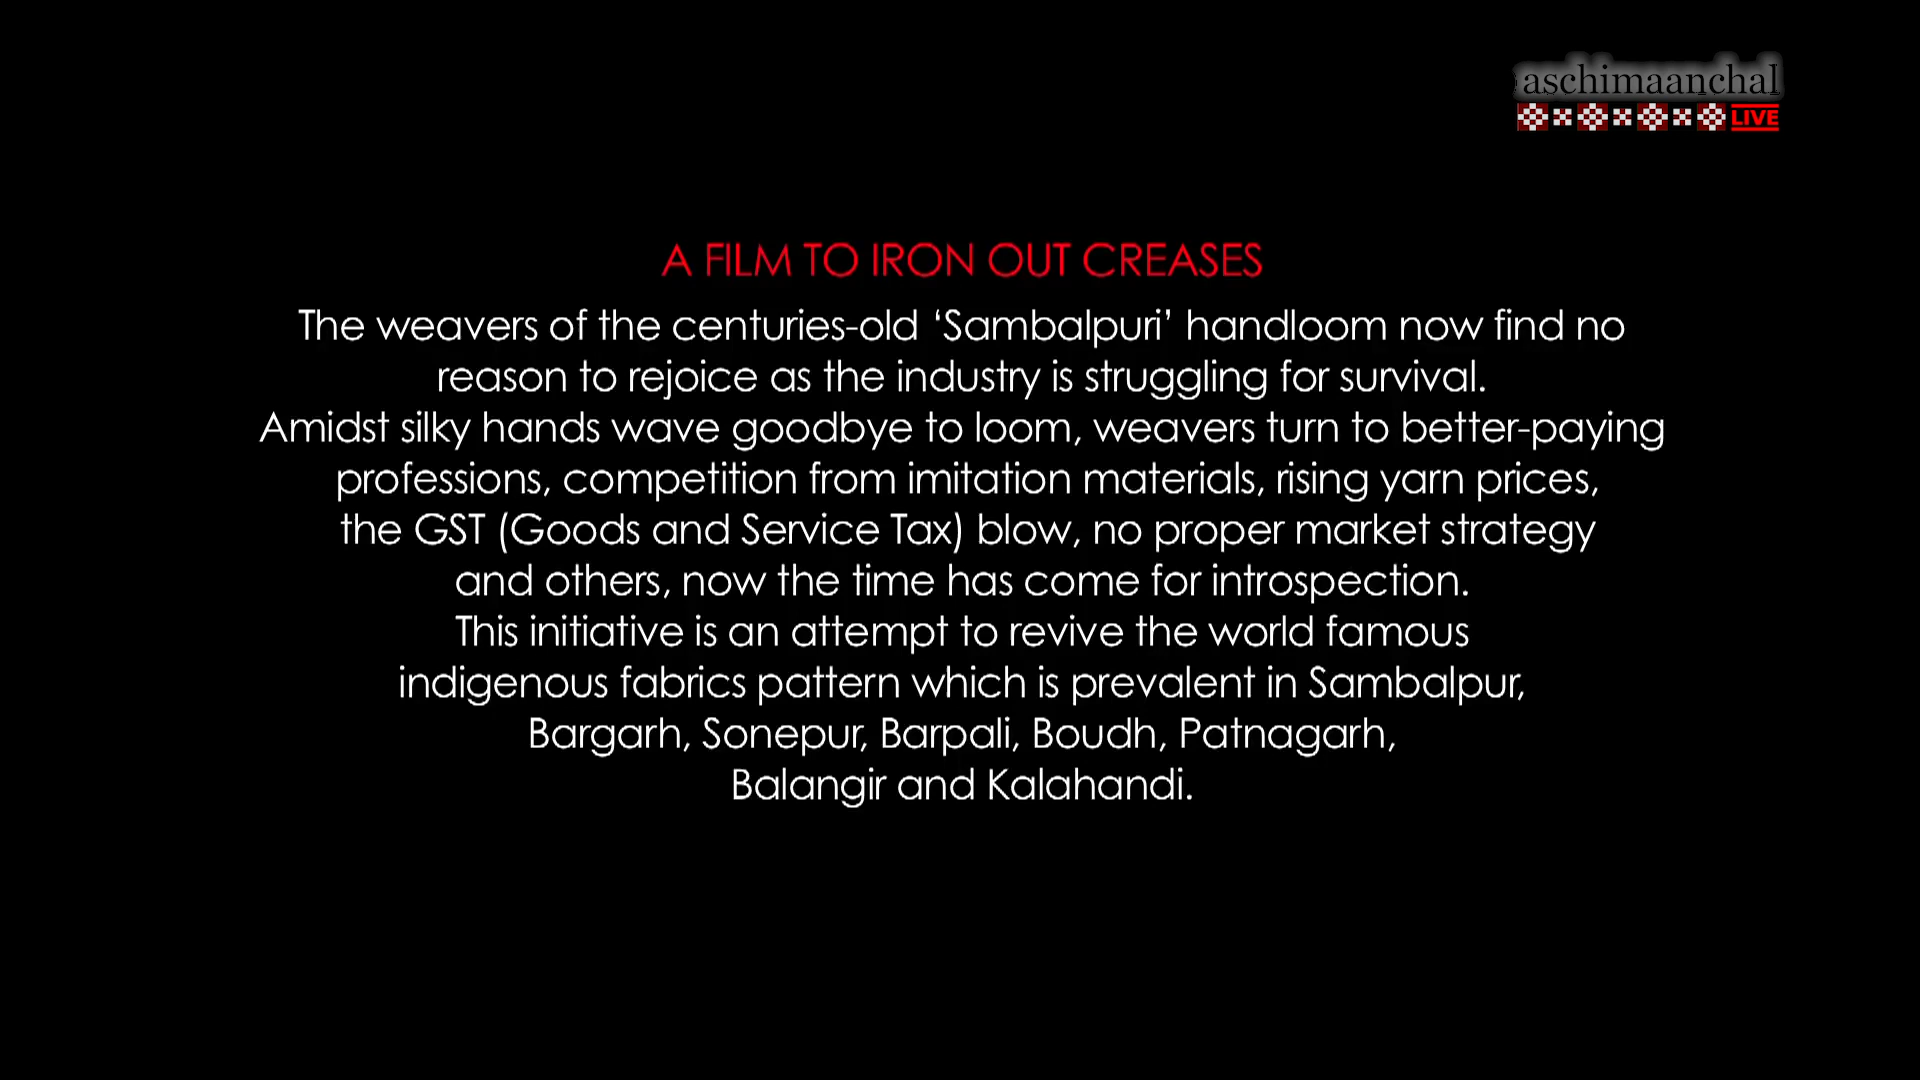 aschimaanchal
LIVE
A FILM TO IRON OUT CREASES
The weavers of the centuries-old ‘Sambalpuri’ handloom now find no
reason to rejoice as the industry is struggling for survival.
Amidst silky hands wave goodbye to loom, weavers turn to better-paying
professions, competition from imitation materials, rising yarn prices,
the GST (Goods and Service Tax) blow, no proper market strategy
and others, now the time has come for introspection.
This initiative is an attempt to revive the world famous
indigenous fabrics pattern which is prevalent in Sambalpur,
Bargarh, Sonepur, Barpali, Boudh, Patnagarh,
Balangir and Kalahandi.